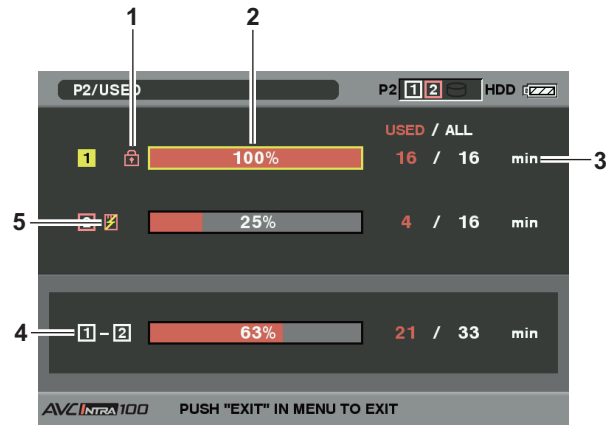 1 2
P2/USED P2 1 2 HDD
USED / ALL
1 100% 16 / 16 min 3
5 2 25% 4 / 16 min
4 1 – 2 63% 21 / 33 min
AVC INTRA 100 PUSH "EXIT" IN MENU TO EXIT